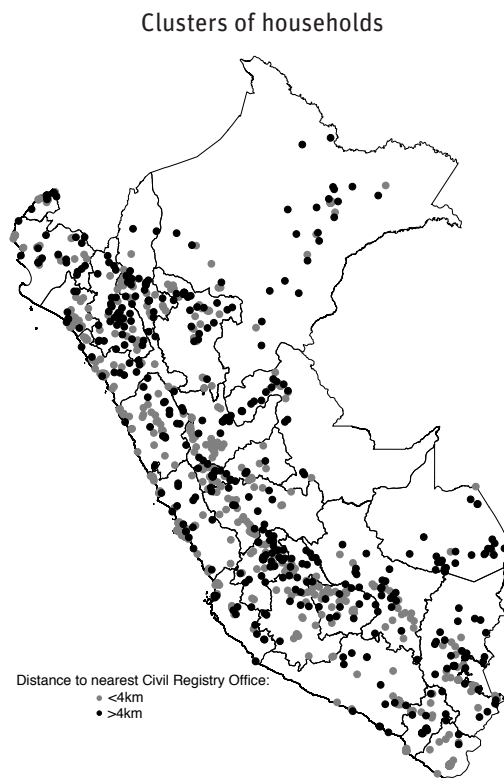 Clusters of households
Distance to nearest Civil Registry Office:
<4km
>4km